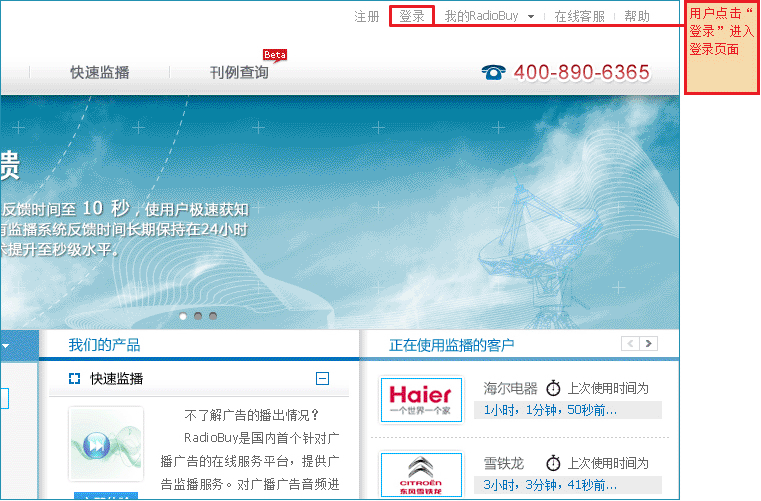 注册 登录 我的RadioBuy 在线客服 帮助
用户点击“
登录”进入
登录页面
快速监播 刊例查询 Beta 400-890-6365
馈
反馈时间至 10 秒，使用户极速获知
有监播系统反馈时间长期保持在24小时
术提升至秒级水平。
我们的产品
正在使用监播的客户
快速监播
不了解广告的播出情况？
RadioBuy是国内首个针对广
播广告的在线服务平台，提供广
告监播服务。对广播广告音频进
Haier
一个世界一个家
海尔电器 上次使用时间为
1小时，1分钟，50秒前...
CITROËN
东风雪铁龙
雪铁龙 上次使用时间为
3小时，3分钟，41秒前...